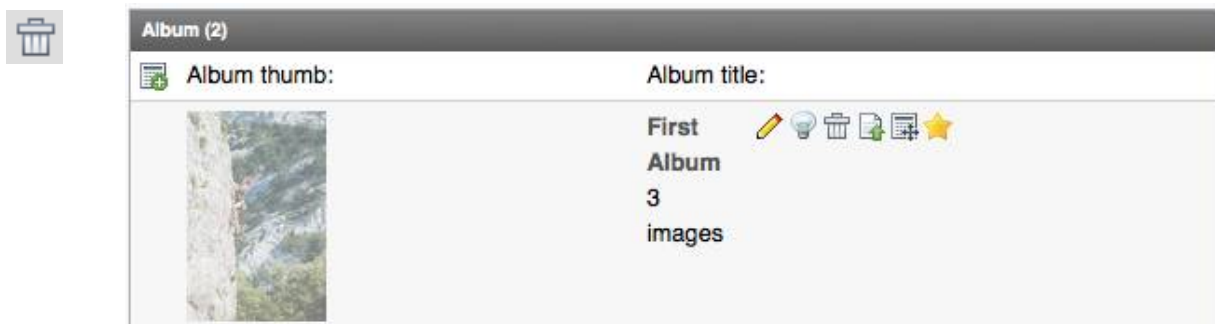 Album (2)
Album thumb: Album title:
First
Album
3
images